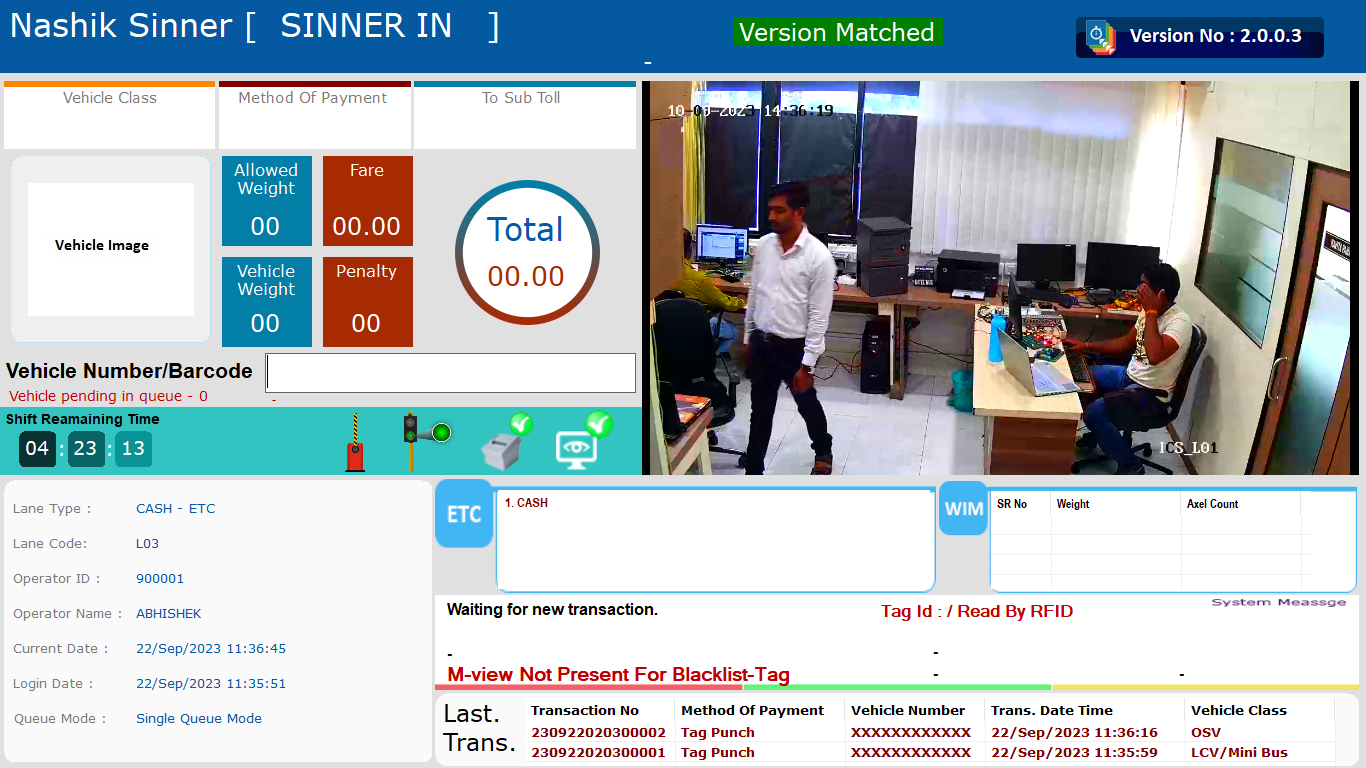 Nashik Sinner [ SINNER IN ]
Version Matched
Version No : 2.0.0.3
-
Vehicle Class
Method Of Payment
To Sub Toll
10-03-2023 14:36:19
Vehicle Image
Allowed Weight
00
Fare
00.00
Vehicle Weight
00
Penalty
00
Total
00.00
Vehicle Number/Barcode
Vehicle pending in queue - 0
-
Shift Reamaining Time
04 : 23 : 13
ICS_L01
Lane Type : CASH - ETC
Lane Code: L03
Operator ID : 900001
Operator Name : ABHISHEK
Current Date : 22/Sep/2023 11:36:45
Login Date : 22/Sep/2023 11:35:51
Queue Mode : Single Queue Mode
ETC
1. CASH
WIM
SR No Weight Axel Count
System Meassge
Waiting for new transaction.
Tag Id : / Read By RFID
- -
M-view Not Present For Blacklist-Tag
- -
Last. Trans.
Transaction No Method Of Payment Vehicle Number Trans. Date Time Vehicle Class
230922020300002 Tag Punch XXXXXXXXXXXX 22/Sep/2023 11:36:16 OSV
230922020300001 Tag Punch XXXXXXXXXXXX 22/Sep/2023 11:35:59 LCV/Mini Bus